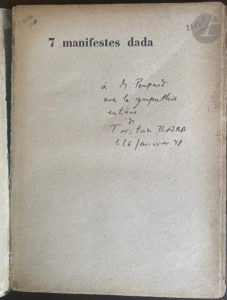 7 manifestes dada
à M
avec la sympathie
entière
de
Tristan TZARA
le 16 janvier 48